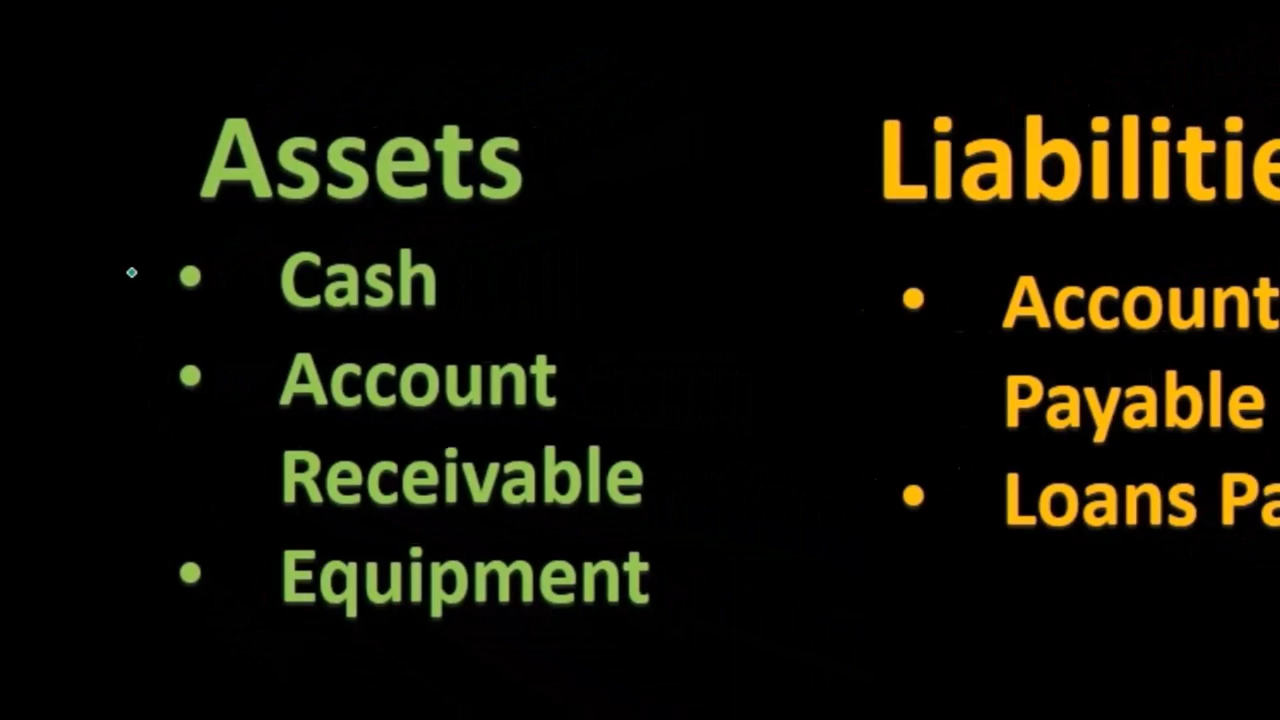 Assets
• Cash
• Account
Receivable
• Equipment
Liabilitie
• Account
Payable
• Loans Pa